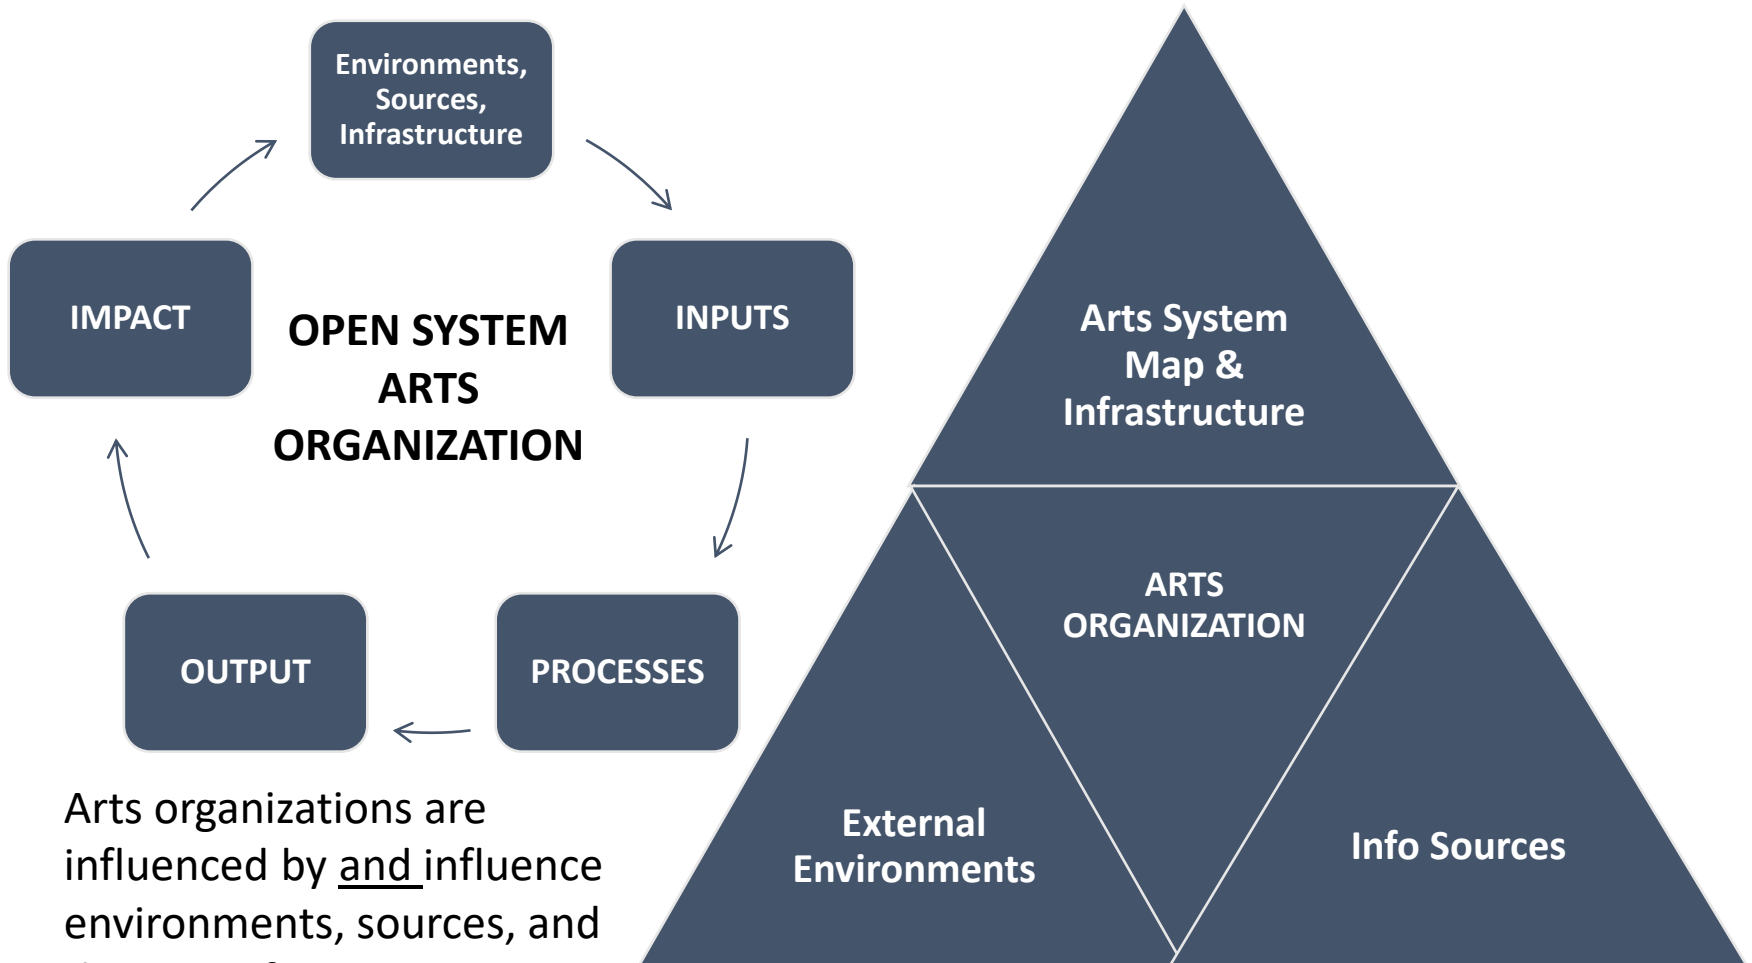 Environments,
Sources,
Infrastructure
IMPACT
OPEN SYSTEM
ARTS
ORGANIZATION
INPUTS
OUTPUT
PROCESSES
Arts organizations are
influenced by and influence
environments, sources, and
Arts System
Map &
Infrastructure
ARTS
ORGANIZATION
External
Environments
Info Sources